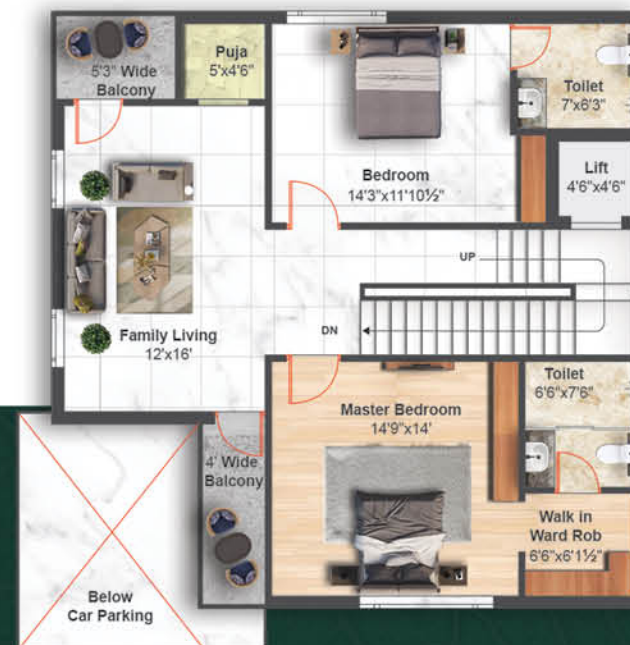 5'3" Wide
Balcony
Puja
5'x4'6"
Toilet
7'x6'3"
Bedroom
14'3"x11'10½"
Lift
4'6"x4'6"
UP
DN
Family Living
12'x16'
Toilet
6'6"x7'6"
Master Bedroom
14'9"x14'
4' Wide
Balcony
Walk in
Ward Rob
6'6"x6'1½"
Below
Car Parking